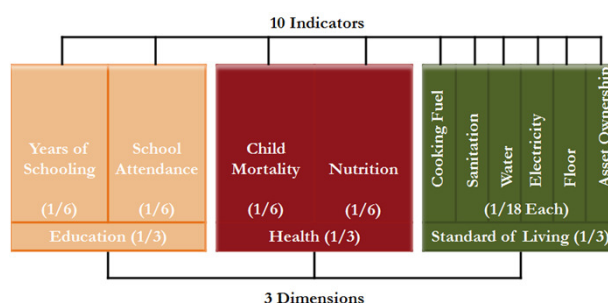 10 Indicators
Years of
Schooling
(1/6)
School
Attendance
(1/6)
Education (1/3)
Child
Mortality
(1/6)
Nutrition
(1/6)
Health (1/3)
Cooking Fuel
Sanitation
Water
Electricity
Floor
Asset Ownership
(1/18 Each)
Standard of Living (1/3)
3 Dimensions